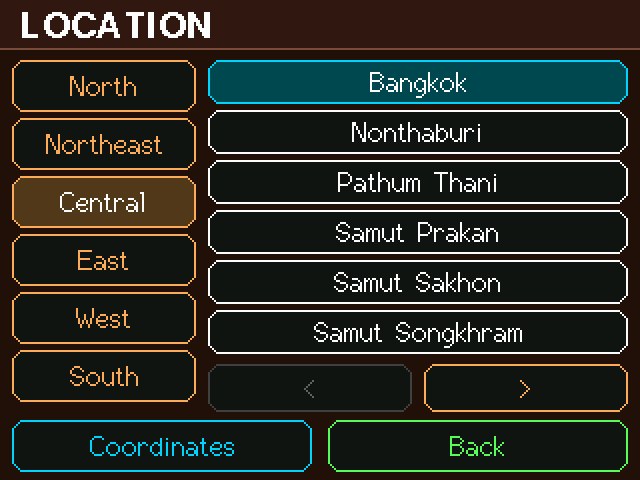 LOCATION
North
Northeast
Central
East
West
South
Bangkok
Nonthaburi
Pathum Thani
Samut Prakan
Samut Sakhon
Samut Songkhram
< >
Coordinates Back